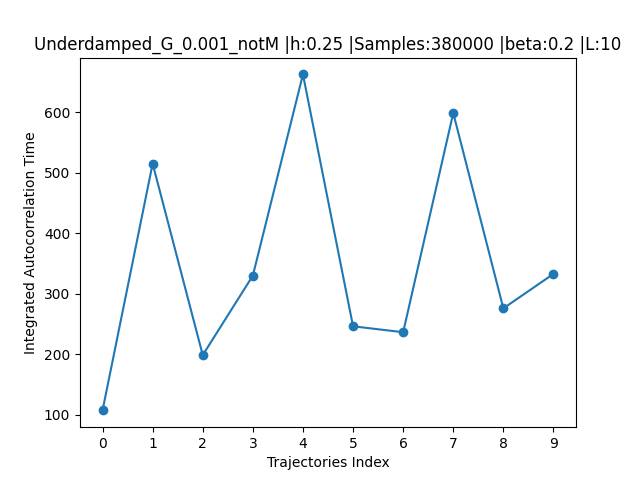 Underdamped_G_0.001_notM |h:0.25 |Samples:380000 |beta:0.2 |L:10
Integrated Autocorrelation Time
600
500
400
300
200
100
0 1 2 3 4 5 6 7 8 9
Trajectories Index